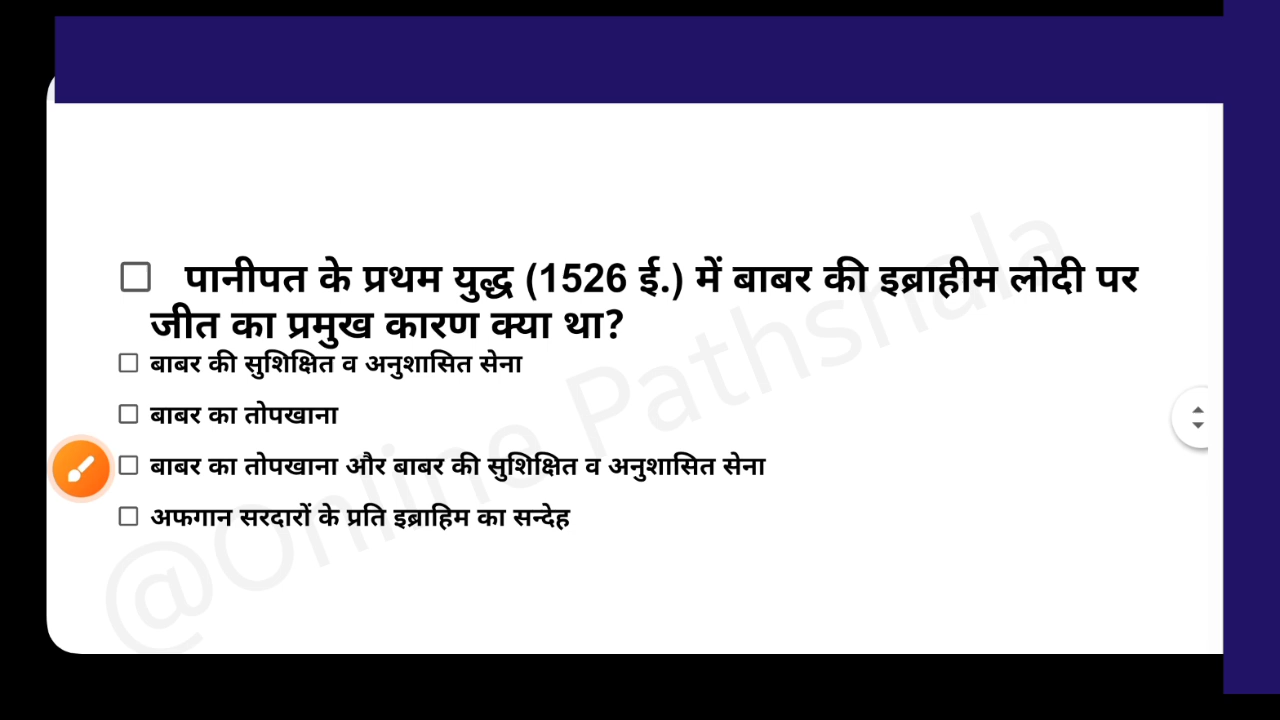 पानीपत के प्रथम युद्ध (1526 ई.) में बाबर की इब्राहीम लोदी पर
जीत का प्रमुख कारण क्या था?
बाबर की सुशिक्षित व अनुशासित सेना
बाबर का तोपखाना
बाबर का तोपखाना और बाबर की सुशिक्षित व अनुशासित सेना
अफगान सरदारों के प्रति इब्राहिम का सन्देह
@Online Pathshala